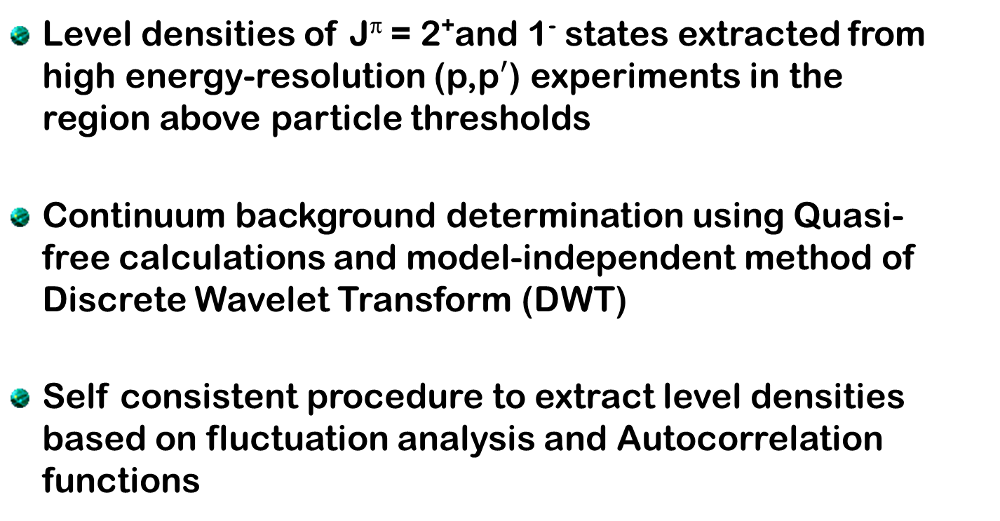 Level densities of Jπ = 2+and 1- states extracted from
high energy-resolution (p,p′) experiments in the
region above particle thresholds
Continuum background determination using Quasi-
free calculations and model-independent method of
Discrete Wavelet Transform (DWT)
Self consistent procedure to extract level densities
based on fluctuation analysis and Autocorrelation
functions